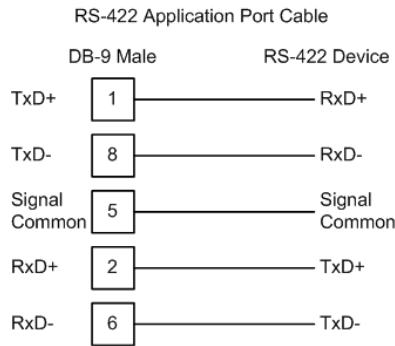 RS-422 Application Port Cable
DB-9 Male RS-422 Device
TxD+ 1 RxD+
TxD- 8 RxD-
Signal Common 5 Signal Common
RxD+ 2 TxD+
RxD- 6 TxD-